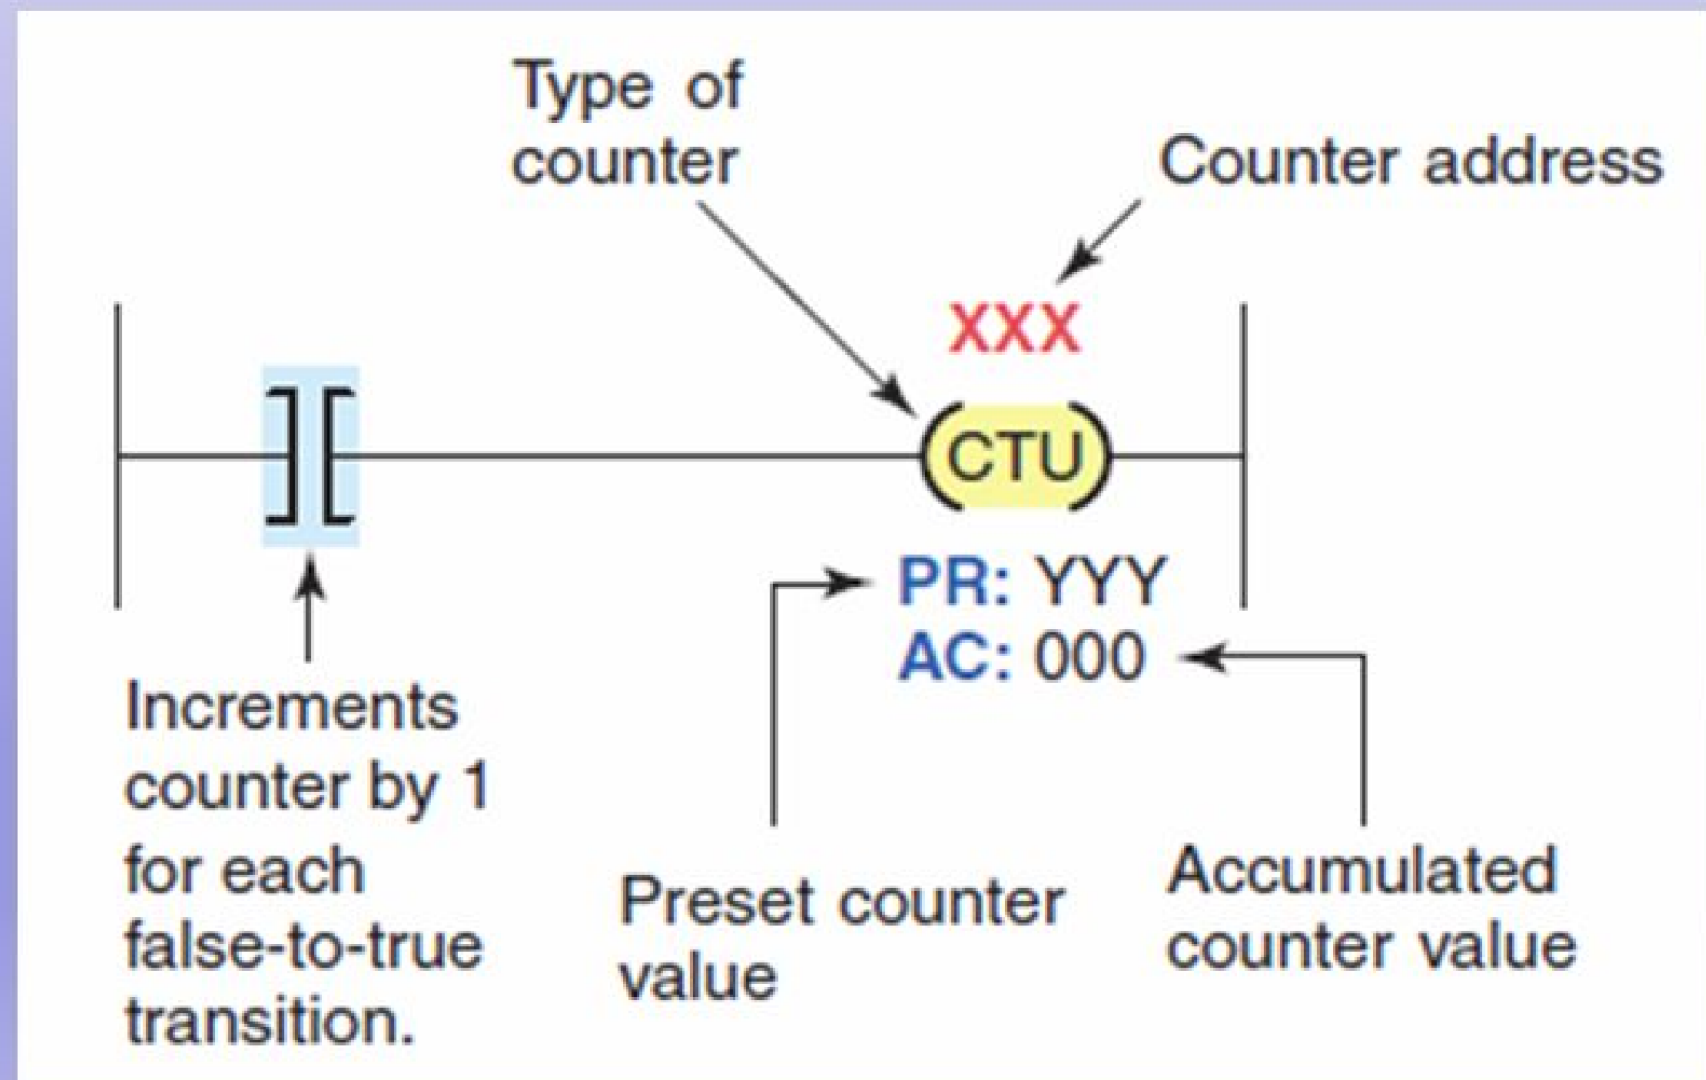 Type of
counter
Counter address
XXX
CTU
PR: YYY
AC: 000
Increments
counter by 1
for each
false-to-true
transition.
Preset counter
value
Accumulated
counter value